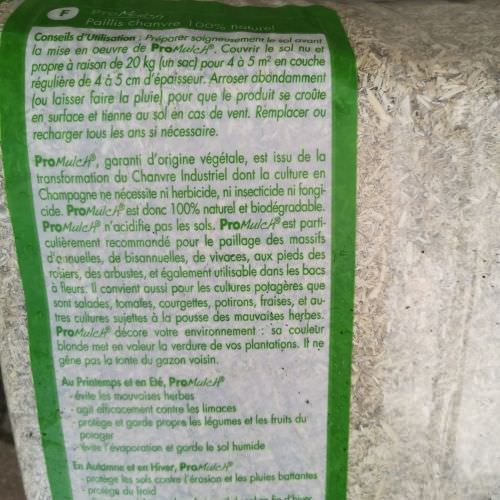 F ProMulch
Paillis chanvre 100% naturel
Conseils d'Utilisation : Préparer soigneusement le sol avant
la mise en oeuvre de ProMulcH®. Couvrir le sol nu et
propre à raison de 20 kg (un sac) pour 4 à 5 m² en couche
régulière de 4 à 5 cm d'épaisseur. Arroser abondamment
(ou laisser faire la pluie) pour que le produit se croûte
en surface et tienne au sol en cas de vent. Remplacer ou
recharger tous les ans si nécessaire.
ProMulcH®, garanti d'origine végétale, est issu de la
transformation du Chanvre Industriel dont la culture en
Champagne ne nécessite ni herbicide, ni insecticide ni fongi-
cide. ProMulcH® est donc 100% naturel et biodégradable.
ProMulcH® n'acidifie pas les sols. ProMulcH® est parti-
culièrement recommandé pour le paillage des massifs
d'annuelles, de bisannuelles, de vivaces, aux pieds des
rosiers, des arbustes, et également utilisable dans les bacs
à fleurs. Il convient aussi pour les cultures potagères que
sont salades, tomates, courgettes, potirons, fraises, et au-
tres cultures sujettes à la pousse des mauvaises herbes.
ProMulcH® décore votre environnement : sa couleur
blonde met en valeur la verdure de vos plantations. Il ne
gêne pas la tonte du gazon voisin.
Au Printemps et en Eté, ProMulcH®
- évite les mauvaises herbes
- agit efficacement contre les limaces
- protège et garde propre les légumes et les fruits du
potager
- évite l'évaporation et garde le sol humide
En Automne et en Hiver, ProMulcH®
- protège les sols contre l'érosion et les pluies battantes
- protège du froid
en fin d'hiver